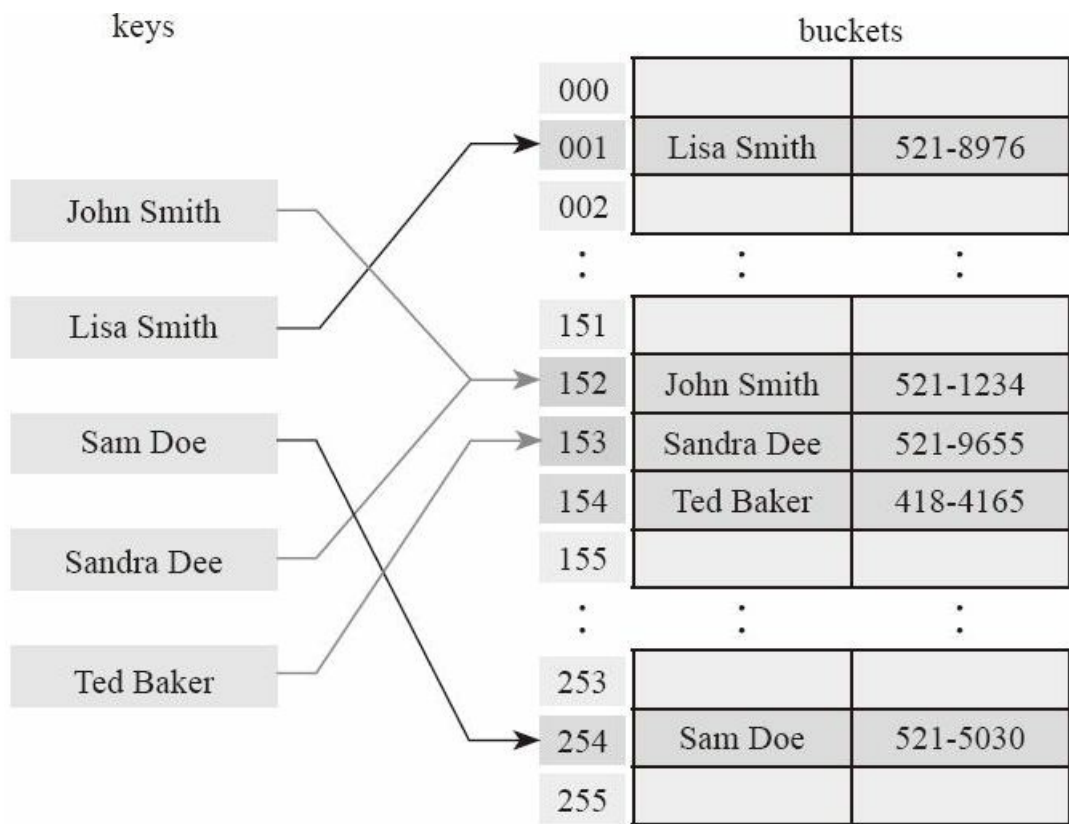 keys
buckets
John Smith
Lisa Smith
Sam Doe
Sandra Dee
Ted Baker
000
001 Lisa Smith 521-8976
002
: : :
151
152 John Smith 521-1234
153 Sandra Dee 521-9655
154 Ted Baker 418-4165
155
: : :
253
254 Sam Doe 521-5030
255